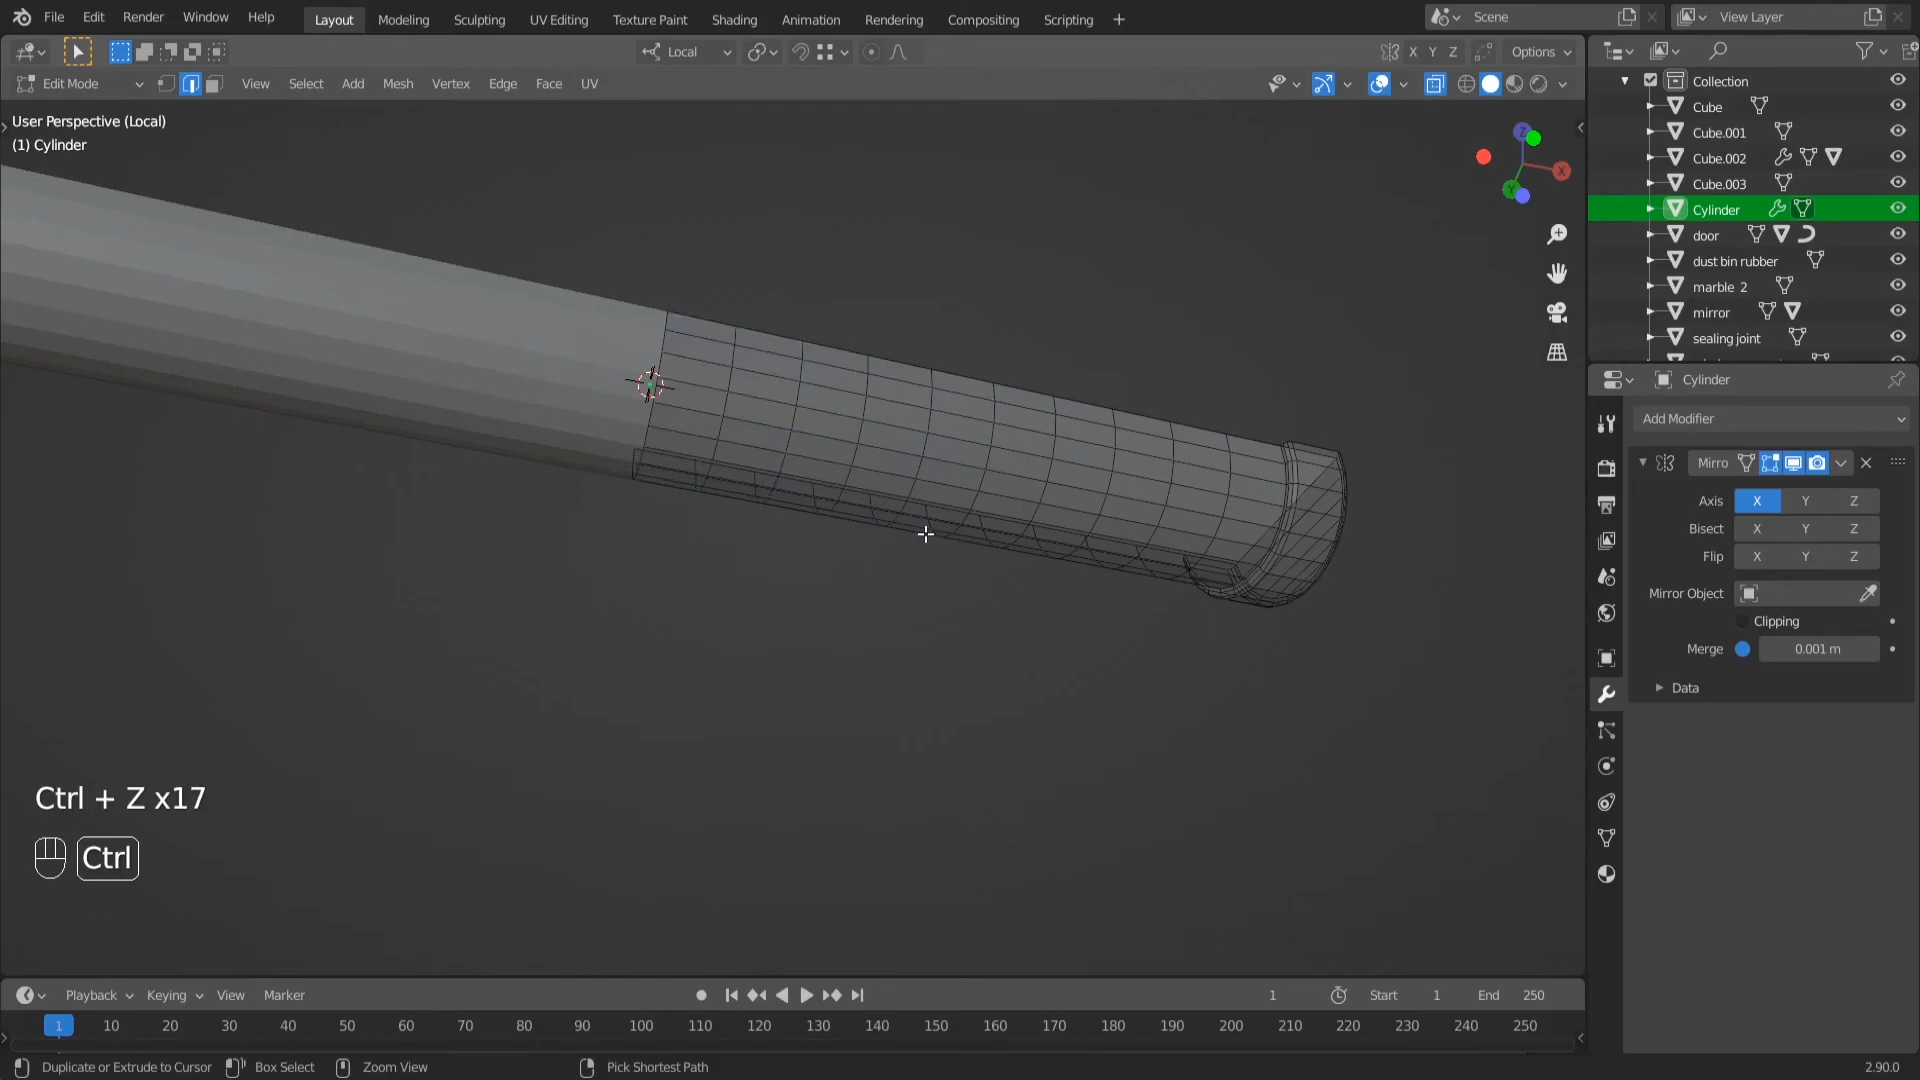 File Edit Render Window Help Layout Modeling Sculpting UV Editing Texture Paint Shading Animation Rendering Compositing Scripting + Scene View Layer
Local X Y Z Options
Edit Mode View Select Add Mesh Vertex Edge Face UV
User Perspective (Local)
(1) Cylinder
Z
X
Y
Collection
Cube
Cube.001
Cube.002
Cube.003
Cylinder
door
dust bin rubber
marble 2
mirror
sealing joint
Cylinder
Add Modifier
Mirro
Axis X Y Z
Bisect X Y Z
Flip X Y Z
Mirror Object
Clipping
Merge 0.001 m
Data
Ctrl + Z x17
Ctrl
Playback Keying View Marker 1 Start 1 End 250
1 10 20 30 40 50 60 70 80 90 100 110 120 130 140 150 160 170 180 190 200 210 220 230 240 250
Duplicate or Extrude to Cursor Box Select Zoom View Pick Shortest Path 2.90.0